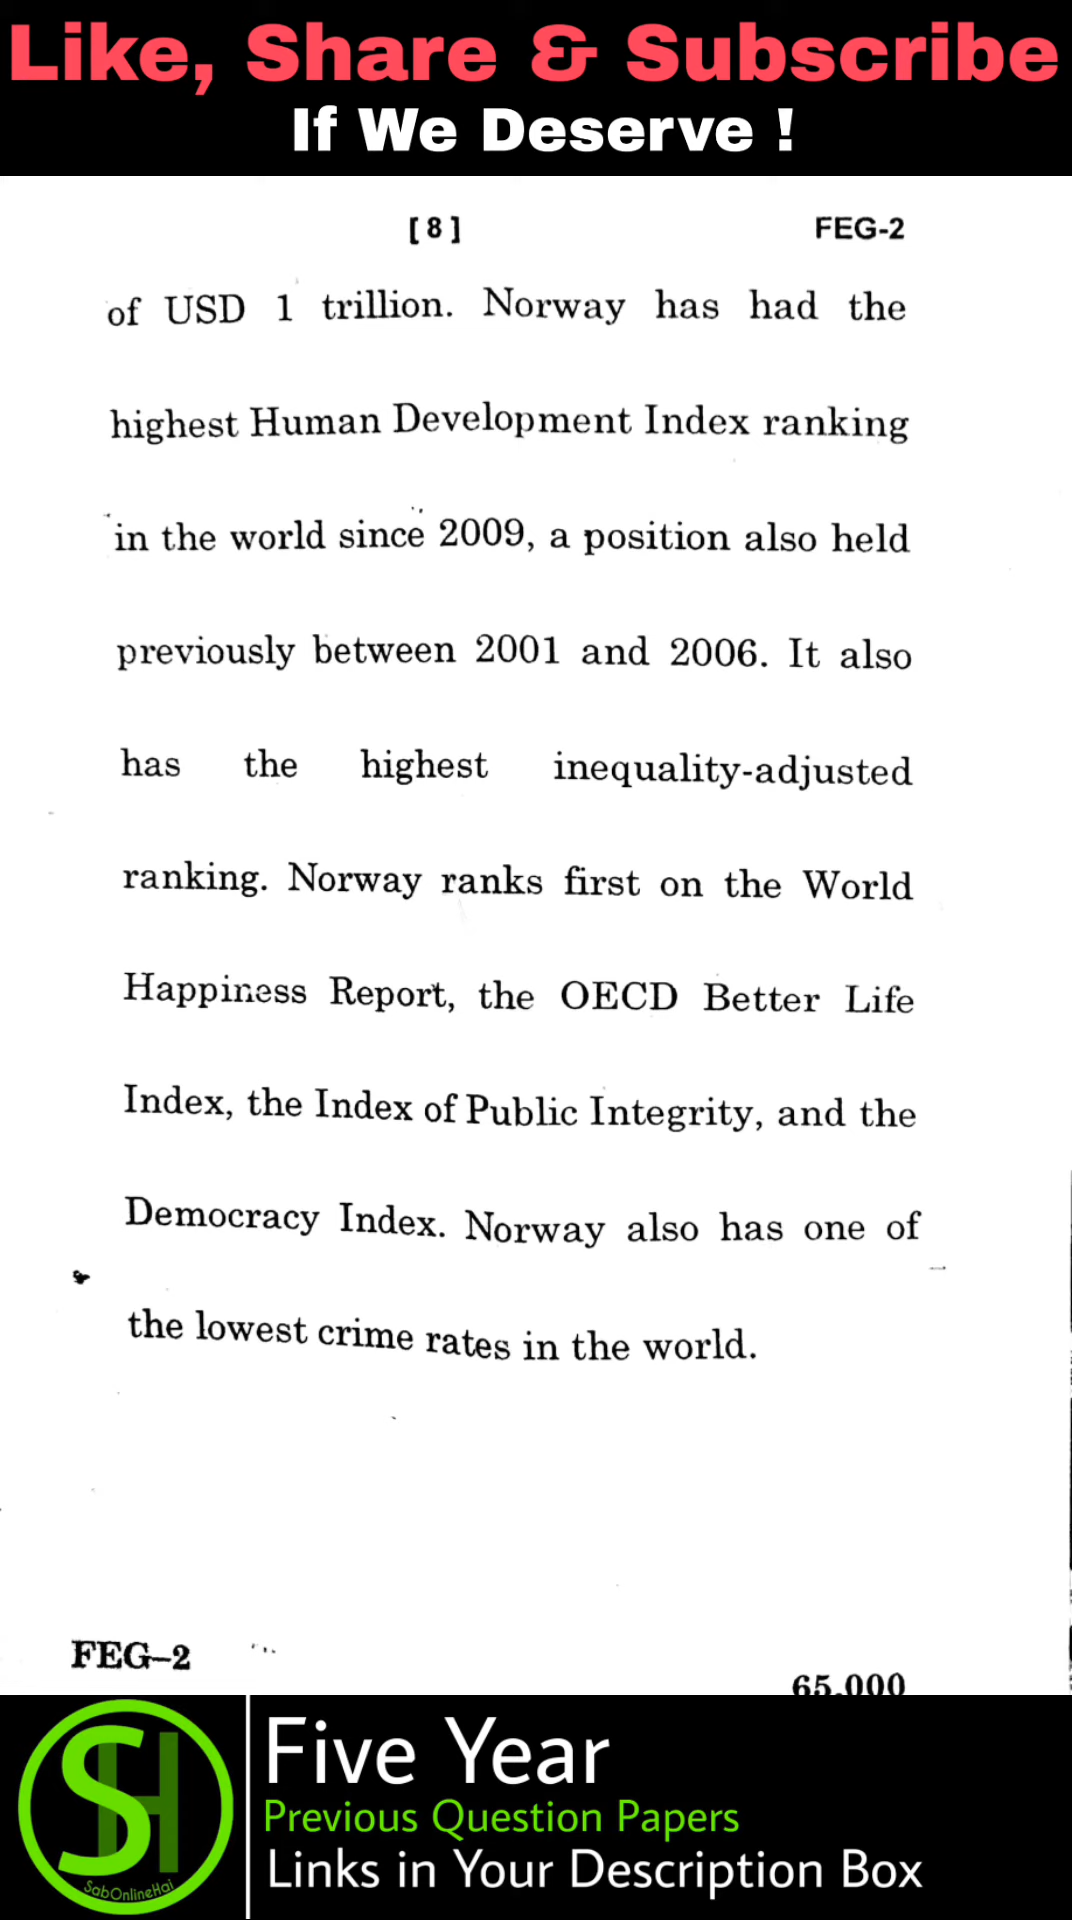 Like, Share & Subscribe
If We Deserve !
[ 8 ] FEG-2
of USD 1 trillion. Norway has had the
highest Human Development Index ranking
in the world since 2009, a position also held
previously between 2001 and 2006. It also
has the highest inequality-adjusted
ranking. Norway ranks first on the World
Happiness Report, the OECD Better Life
Index, the Index of Public Integrity, and the
Democracy Index. Norway also has one of
the lowest crime rates in the world.
FEG–2
65,000
SH
SabOnlineHai
Five Year
Previous Question Papers
Links in Your Description Box